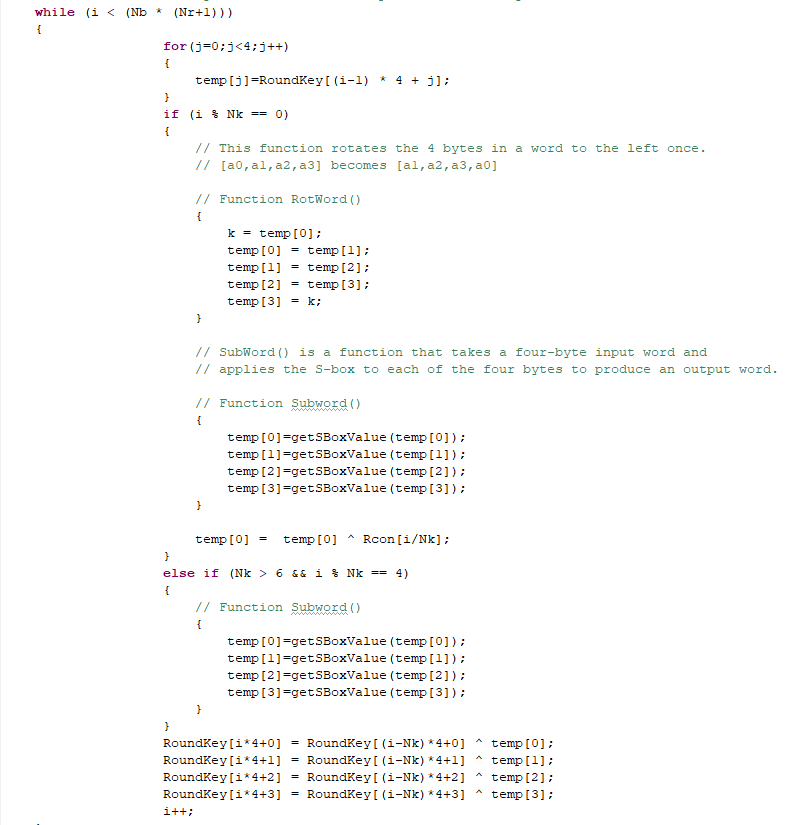 while (i < (Nb * (Nr+1)))
{
for(j=0;j<4;j++)
{
temp[j]=RoundKey[(i-1) * 4 + j];
}
if (i % Nk == 0)
{
// This function rotates the 4 bytes in a word to the left once.
// [a0,a1,a2,a3] becomes [a1,a2,a3,a0]
// Function RotWord()
{
k = temp[0];
temp[0] = temp[1];
temp[1] = temp[2];
temp[2] = temp[3];
temp[3] = k;
}
// SubWord() is a function that takes a four-byte input word and
// applies the S-box to each of the four bytes to produce an output word.
// Function Subword()
{
temp[0]=getSBoxValue(temp[0]);
temp[1]=getSBoxValue(temp[1]);
temp[2]=getSBoxValue(temp[2]);
temp[3]=getSBoxValue(temp[3]);
}
temp[0] =  temp[0] ^ Rcon[i/Nk];
}
else if (Nk > 6 && i % Nk == 4)
{
// Function Subword()
{
temp[0]=getSBoxValue(temp[0]);
temp[1]=getSBoxValue(temp[1]);
temp[2]=getSBoxValue(temp[2]);
temp[3]=getSBoxValue(temp[3]);
}
}
RoundKey[i*4+0] = RoundKey[(i-Nk)*4+0] ^ temp[0];
RoundKey[i*4+1] = RoundKey[(i-Nk)*4+1] ^ temp[1];
RoundKey[i*4+2] = RoundKey[(i-Nk)*4+2] ^ temp[2];
RoundKey[i*4+3] = RoundKey[(i-Nk)*4+3] ^ temp[3];
i++;